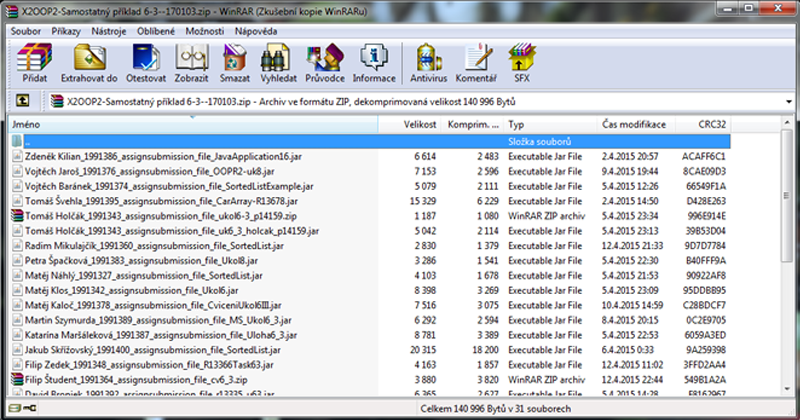 X2OOP2-Samostatný příklad 6-3--170103.zip - WinRAR (Zkušební kopie WinRARu)
Soubor Příkazy Nástroje Oblíbené Možnosti Nápověda
Přidat Extrahovat do Otestovat Zobrazit Smazat Vyhledat Průvodce Informace Antivirus Komentář SFX
X2OOP2-Samostatný příklad 6-3--170103.zip - Archiv ve formátu ZIP, dekomprimovaná velikost 140 996 Bytů
Jméno Velikost Komprim. ... Typ Čas modifikace CRC32
.. Složka souborů
Zdeněk Kilian_1991386_assignsubmission_file_JavaApplication16.jar 6 614 2 483 Executable Jar File 2.4.2015 20:57 ACAFF6C1
Vojtěch Jaroš_1991376_assignsubmission_file_OOPR2-uk8.jar 7 153 2 596 Executable Jar File 9.4.2015 19:44 8CAE09D3
Vojtěch Baránek_1991374_assignsubmission_file_SortedListExample.jar 5 079 2 111 Executable Jar File 5.4.2015 12:26 66549F1A
Tomáš Švehla_1991395_assignsubmission_file_CarArray-R13678.jar 15 329 6 229 Executable Jar File 2.4.2015 14:50 D428E263
Tomáš Holčák_1991343_assignsubmission_file_ukol6-3_p14159.zip 1 187 1 080 WinRAR ZIP archiv 5.4.2015 23:34 996E914E
Tomáš Holčák_1991343_assignsubmission_file_uk6_3_holcak_p14159.jar 5 042 2 114 Executable Jar File 5.4.2015 23:13 39B53D04
Radim Mikulajčík_1991360_assignsubmission_file_SortedList.jar 2 830 1 379 Executable Jar File 12.4.2015 21:33 9D7D7784
Petra Špačková_1991383_assignsubmission_file_Ukol8.jar 3 286 1 541 Executable Jar File 5.4.2015 22:30 B40FFF9A
Matěj Náhlý_1991327_assignsubmission_file_SortedList.jar 4 103 1 678 Executable Jar File 5.4.2015 21:53 90922AF8
Matěj Klos_1991342_assignsubmission_file_Ukol6.jar 8 398 3 269 Executable Jar File 5.4.2015 23:09 95DDBB95
Matěj Kaloč_1991378_assignsubmission_file_CviceniUkol6III.jar 7 516 3 075 Executable Jar File 10.4.2015 14:59 C28BDCF7
Martin Szymurda_1991389_assignsubmission_file_MS_Ukol6_3.jar 6 292 2 594 Executable Jar File 8.4.2015 20:15 0C2E9705
Katarína Maršáleková_1991387_assignsubmission_file_Uloha6_3.jar 8 781 3 389 Executable Jar File 5.4.2015 22:53 6059A3ED
Jakub Skřížovský_1991400_assignsubmission_file_SortedList.jar 20 315 18 200 Executable Jar File 6.4.2015 0:33 9A259398
Filip Zedek_1991348_assignsubmission_file_R13366Task63.jar 4 163 1 857 Executable Jar File 12.4.2015 11:02 3FFD2AA4
Filip Študent_1991364_assignsubmission_file_cv6_3.zip 3 880 3 820 WinRAR ZIP archiv 12.4.2015 22:44 549B1A2A
Celkem 140 996 Bytů v 31 souborech